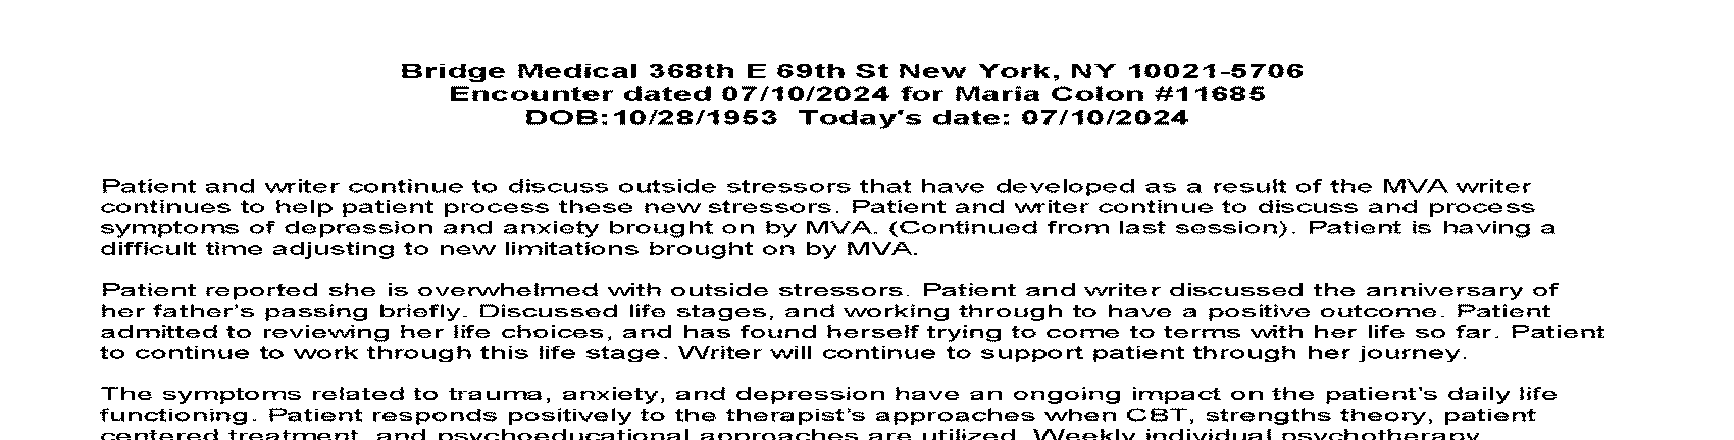 Bridge Medical 368th E 69th St New York, NY 10021-5706
Encounter dated 07/10/2024 for Maria Colon #11685
DOB:10/28/1953  Today's date: 07/10/2024
Patient and writer continue to discuss outside stressors that have developed as a result of the MVA writer
continues to help patient process these new stressors. Patient and writer continue to discuss and process
symptoms of depression and anxiety brought on by MVA. (Continued from last session). Patient is having a
difficult time adjusting to new limitations brought on by MVA.
Patient reported she is overwhelmed with outside stressors. Patient and writer discussed the anniversary of
her father's passing briefly. Discussed life stages, and working through to have a positive outcome. Patient
admitted to reviewing her life choices, and has found herself trying to come to terms with her life so far. Patient
to continue to work through this life stage. Writer will continue to support patient through her journey.
The symptoms related to trauma, anxiety, and depression have an ongoing impact on the patient's daily life
functioning. Patient responds positively to the therapist's approaches when CBT, strengths theory, patient
centered treatment, and psychoeducational approaches are utilized. Weekly individual psychotherapy